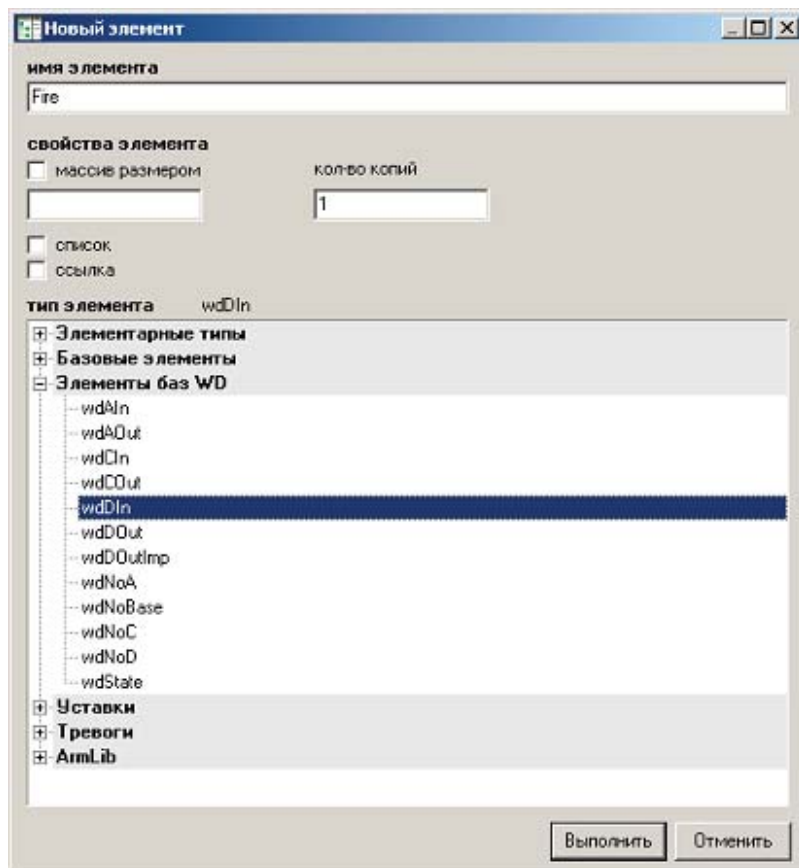 Новый элемент
имя элемента
Fire
свойства элемента
массив размером кол-во копий
1
список
ссылка
тип элемента wdDIn
Элементарные типы
Базовые элементы
Элементы баз WD
wdAIn
wdAOut
wdCIn
wdCOut
wdDIn
wdDOut
wdDOutImp
wdNoA
wdNoBase
wdNoC
wdNoD
wdState
Уставки
Тревоги
ArmLib
Выполнить Отменить